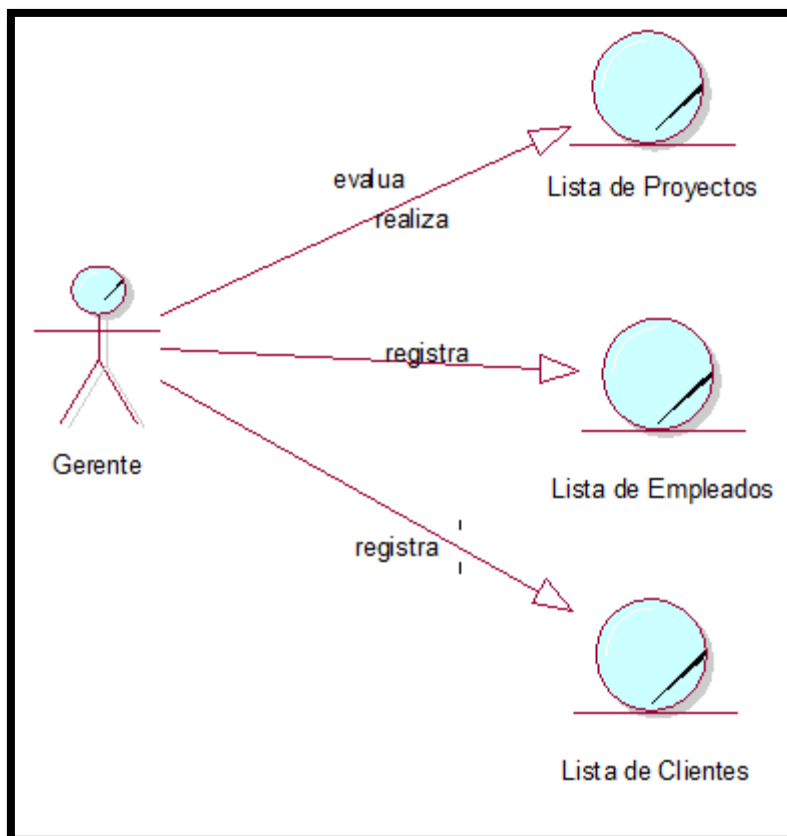 evalua
Lista de Proyectos
realiza
registra
Gerente
Lista de Empleados
registra
Lista de Clientes